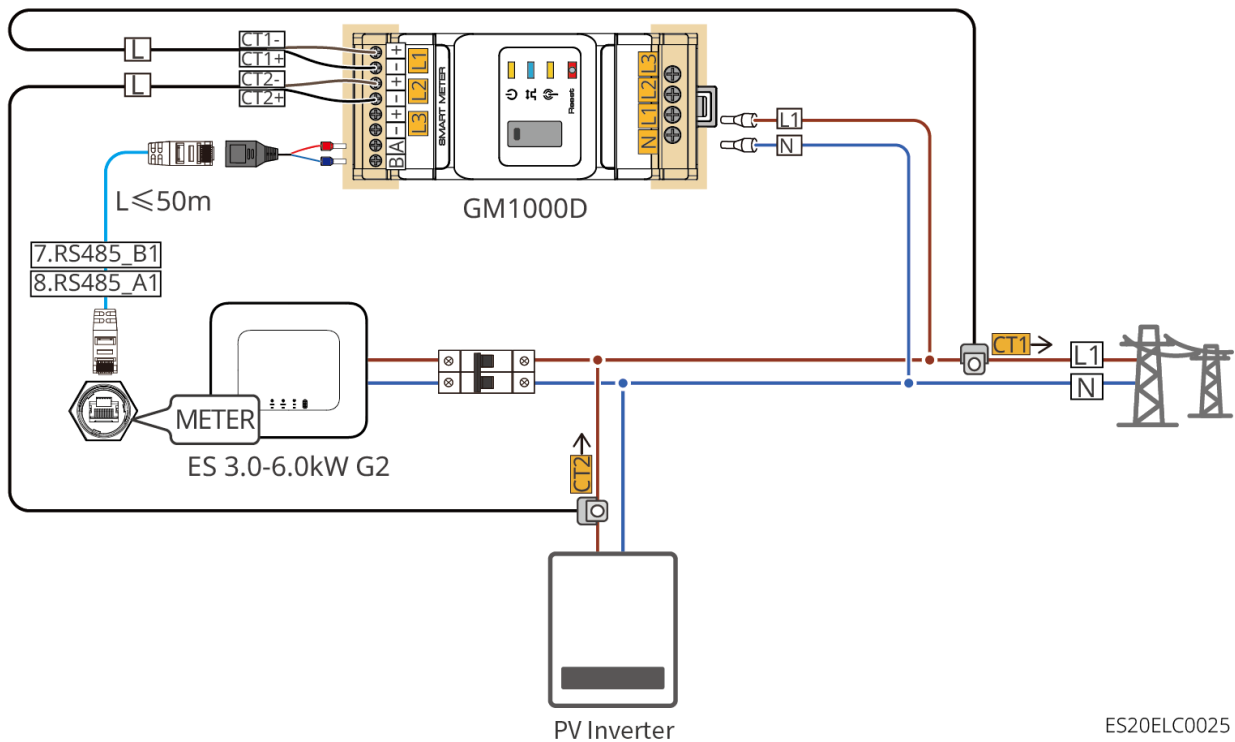 L
CT1-
CT1+
L
CT2-
CT2+
+
-
+
-
+
-
A
B
L1
L2
L3
SMART METER
Reset
L3
L2
L1
N
L1
N
GM1000D
L≤50m
7.RS485_B1
8.RS485_A1
METER
ES 3.0-6.0kW G2
CT1
L1
N
CT2
PV Inverter
ES20ELC0025